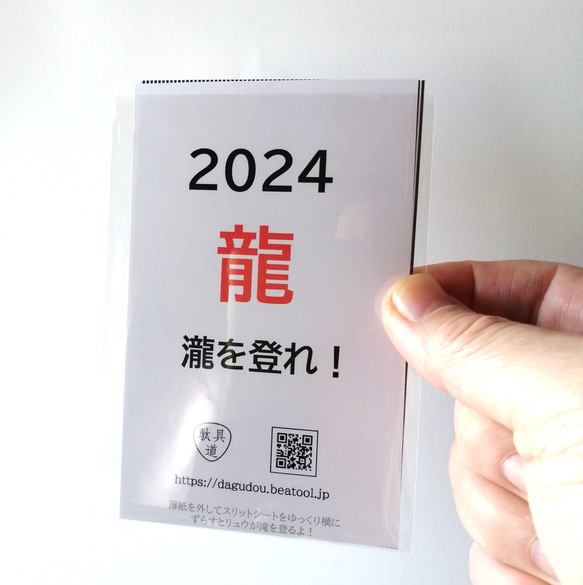 2024
龍
瀧を登れ！
駄具
道
https://dagudou.beatool.jp
薄紙を外してスリットシートをゆっくり横に
ずらすとリュウが滝を登るよ！